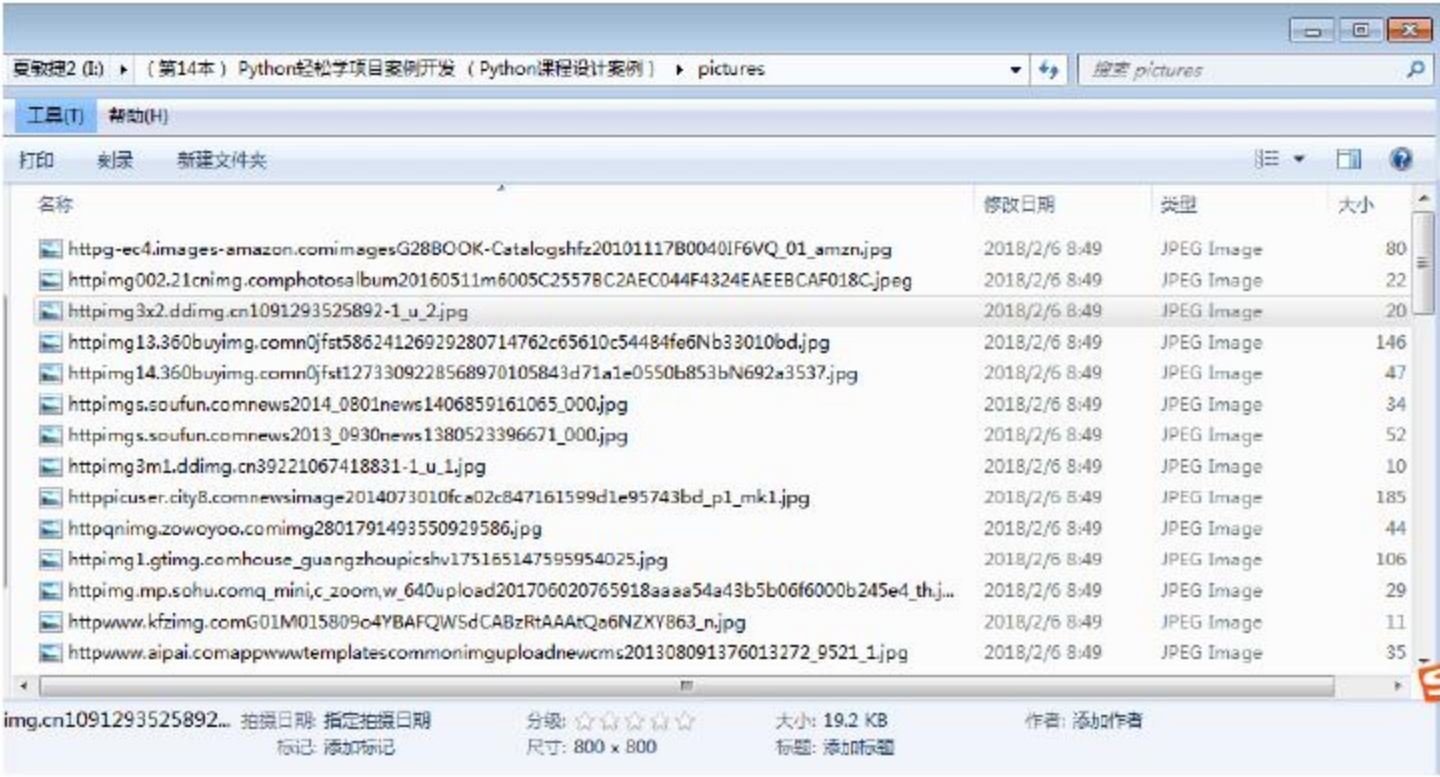 夏敏捷2 (I:) ▸ （第14本）Python轻松学项目案例开发（Python课程设计案例） ▸ pictures 搜索 pictures
工具(T) 帮助(H)
打印 刻录 新建文件夹
名称 修改日期 类型 大小
httpg-ec4.images-amazon.comimagesG28BOOK-Catalogshfz20101117B0040IF6VQ_01_amzn.jpg 2018/2/6 8:49 JPEG Image 80
httpimg002.21cnimg.comphotosalbum20160511m6005C2557BC2AEC044F4324EAEEBCAF018C.jpeg 2018/2/6 8:49 JPEG Image 22
httpimg3x2.ddimg.cn1091293525892-1_u_2.jpg 2018/2/6 8:49 JPEG Image 20
httpimg13.360buyimg.comn0jfst58624126929280714762c65610c54484fe6Nb33010bd.jpg 2018/2/6 8:49 JPEG Image 146
httpimg14.360buyimg.comn0jfst1273309228568970105843d71a1e0550b853bN692a3537.jpg 2018/2/6 8:49 JPEG Image 47
httpimgs.soufun.comnews2014_0801news1406859161065_000.jpg 2018/2/6 8:49 JPEG Image 34
httpimgs.soufun.comnews2013_0930news1380523396671_000.jpg 2018/2/6 8:49 JPEG Image 52
httpimg3m1.ddimg.cn39221067418831-1_u_1.jpg 2018/2/6 8:49 JPEG Image 10
httppicuser.city8.comnewsimage2014073010fca02c847161599d1e95743bd_p1_mk1.jpg 2018/2/6 8:49 JPEG Image 185
httpqnimg.zowoyoo.comimg2801791493550929586.jpg 2018/2/6 8:49 JPEG Image 44
httpimg1.gtimg.comhouse_guangzhoupicshv175165147595954025.jpg 2018/2/6 8:49 JPEG Image 106
httpimg.mp.sohu.comq_mini,c_zoom,w_640upload201706020765918aaaa54a43b5b06f6000b245e4_th.j... 2018/2/6 8:49 JPEG Image 29
httpwww.kfzimg.comG01M015809o4YBAFQWSdCABzRtAAAtQa6NZXY863_n.jpg 2018/2/6 8:49 JPEG Image 11
httpwww.aipai.comappwwwtemplatescommonimguploadnewcms201308091376013272_9521_1.jpg 2018/2/6 8:49 JPEG Image 35
img.cn1091293525892... 拍摄日期: 指定拍摄日期 分级: ☆☆☆☆☆ 大小: 19.2 KB 作者: 添加作者
标记: 添加标记 尺寸: 800 x 800 标题: 添加标题